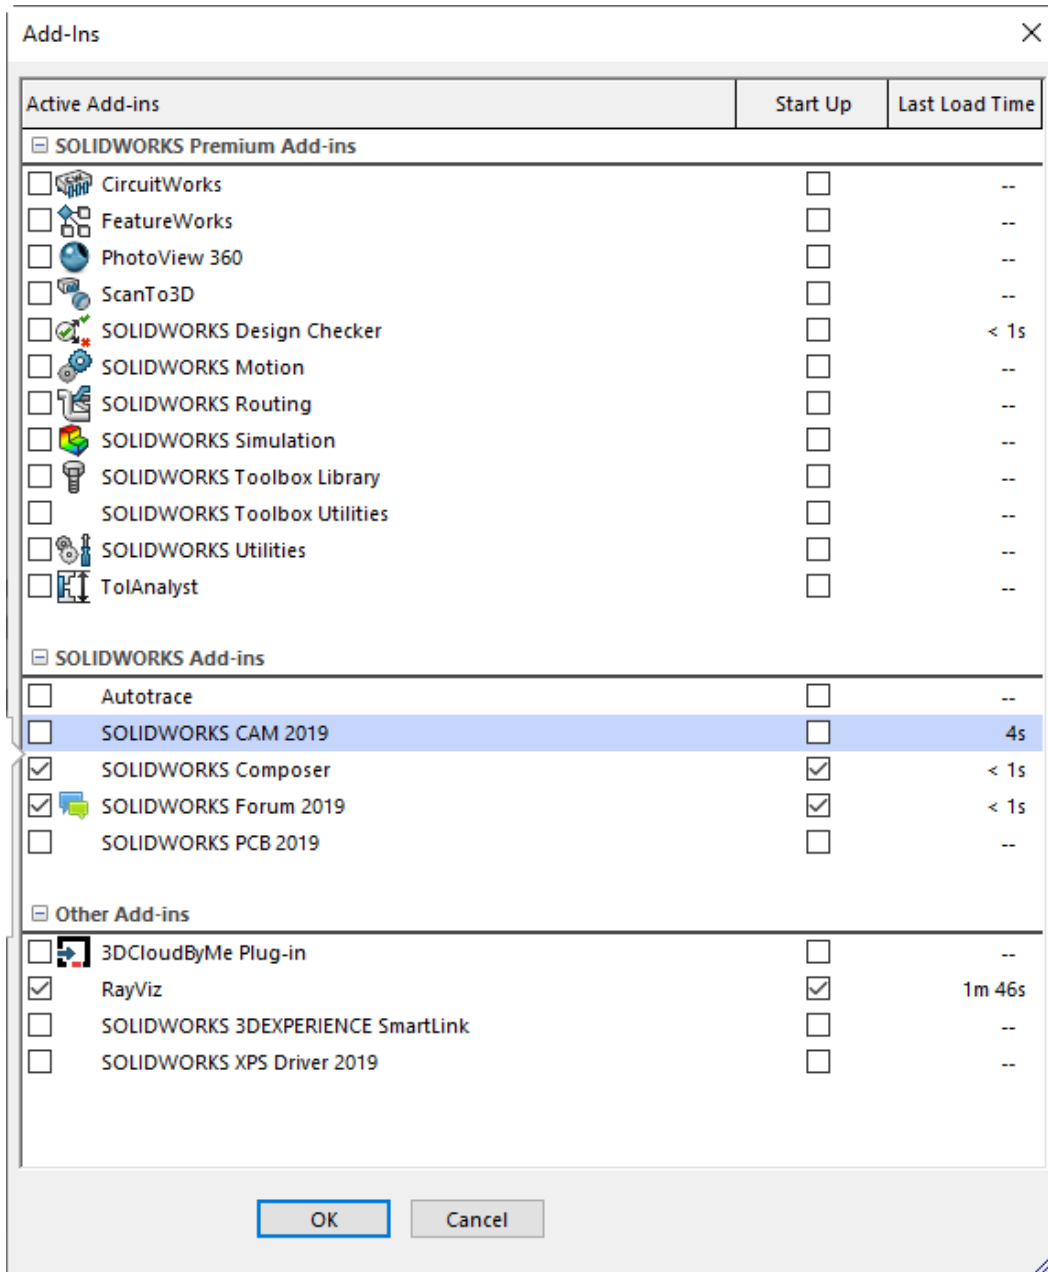 Add-Ins
Active Add-ins Start Up Last Load Time
SOLIDWORKS Premium Add-ins
CircuitWorks --
FeatureWorks --
PhotoView 360 --
ScanTo3D --
SOLIDWORKS Design Checker < 1s
SOLIDWORKS Motion --
SOLIDWORKS Routing --
SOLIDWORKS Simulation --
SOLIDWORKS Toolbox Library --
SOLIDWORKS Toolbox Utilities --
SOLIDWORKS Utilities --
TolAnalyst --
SOLIDWORKS Add-ins
Autotrace --
SOLIDWORKS CAM 2019 4s
SOLIDWORKS Composer < 1s
SOLIDWORKS Forum 2019 < 1s
SOLIDWORKS PCB 2019 --
Other Add-ins
3DCloudByMe Plug-in --
RayViz 1m 46s
SOLIDWORKS 3DEXPERIENCE SmartLink --
SOLIDWORKS XPS Driver 2019 --
OK Cancel